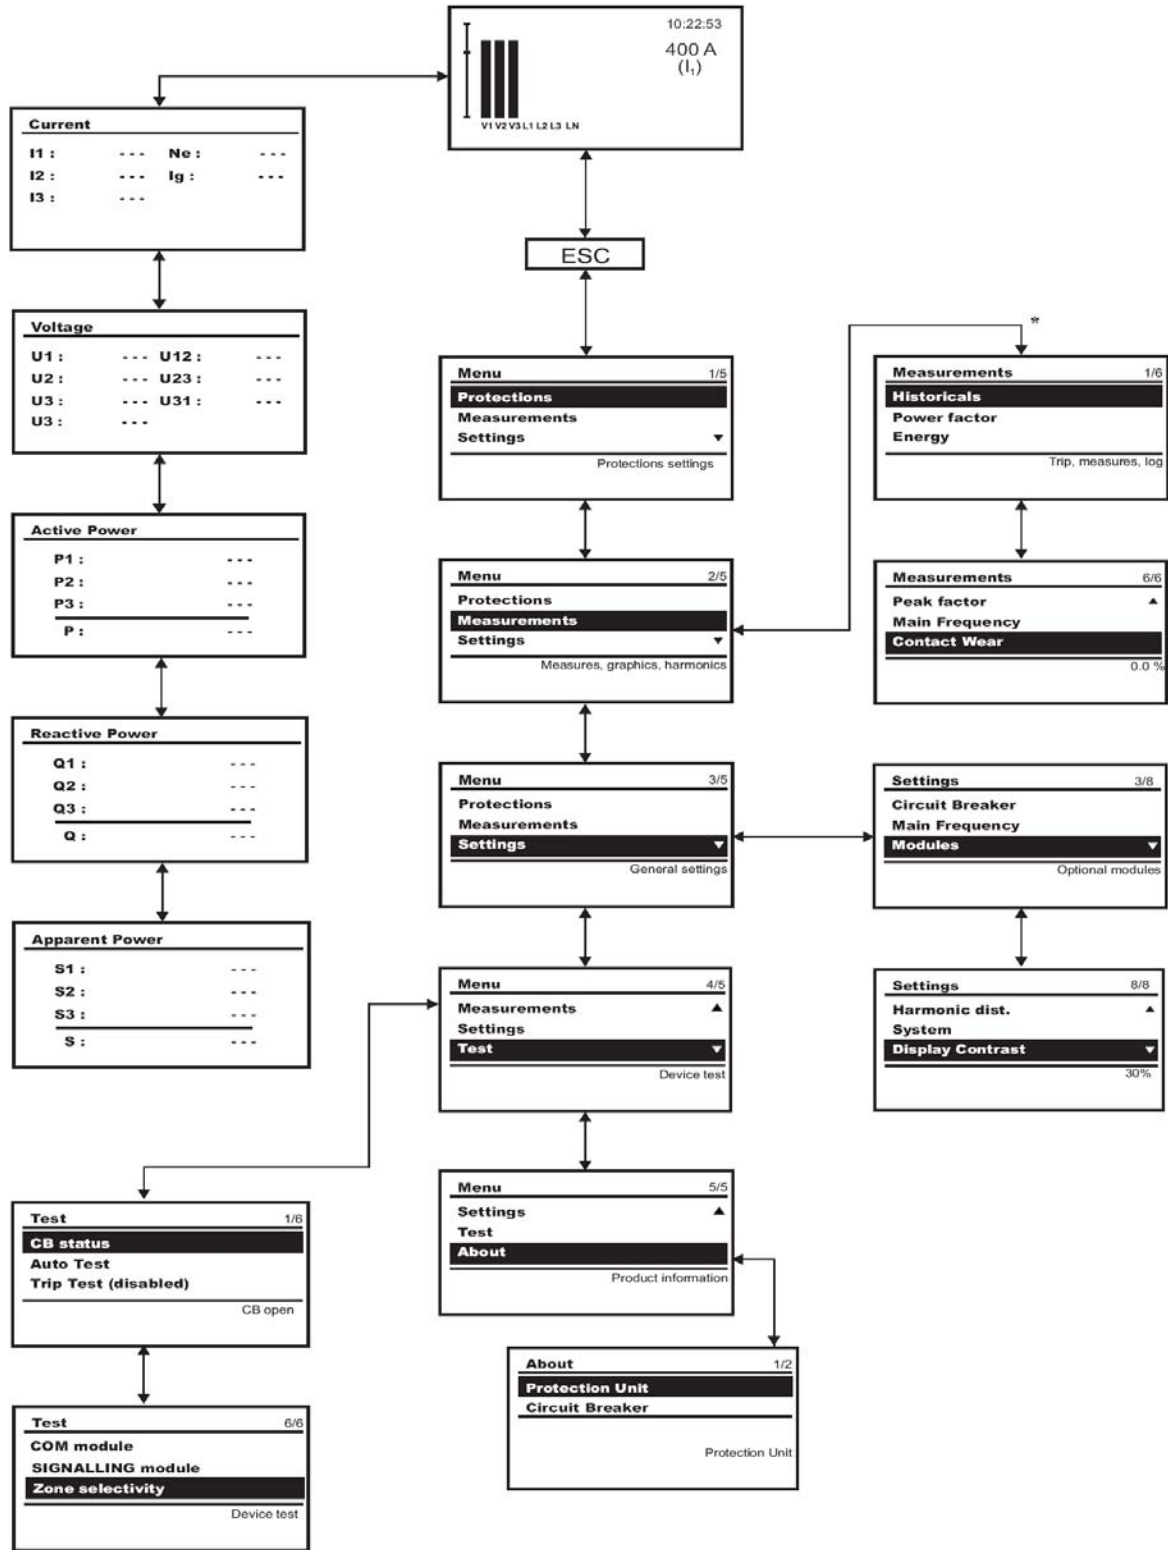 10:22:53
400 A
(I1)
V1 V2 V3 L1 L2 L3 LN
Current
I1 : - - - Ne : - - -
I2 : - - - Ig : - - -
I3 : - - -
ESC
Voltage
U1 : - - - U12 : - - -
U2 : - - - U23 : - - -
U3 : - - - U31 : - - -
U3 : - - -
Active Power
P1 : - - -
P2 : - - -
P3 : - - -
P : - - -
Reactive Power
Q1 : - - -
Q2 : - - -
Q3 : - - -
Q : - - -
Apparent Power
S1 : - - -
S2 : - - -
S3 : - - -
S : - - -
Menu 1/5
Protections
Measurements
Settings ▼
Protections settings
*
Measurements 1/6
Historicals
Power factor
Energy
Trip, measures, log
Menu 2/5
Protections
Measurements
Settings ▼
Measures, graphics, harmonics
Measurements 6/6
Peak factor ▲
Main Frequency
Contact Wear
0.0 %
Menu 3/5
Protections
Measurements
Settings ▼
General settings
Settings 3/8
Circuit Breaker
Main Frequency
Modules ▼
Optional modules
Menu 4/5
Measurements ▲
Settings
Test ▼
Device test
Settings 8/8
Harmonic dist. ▲
System
Display Contrast ▼
30%
Menu 5/5
Settings ▲
Test
About
Product information
Test 1/6
CB status
Auto Test
Trip Test (disabled)
CB open
About 1/2
Protection Unit
Circuit Breaker
Protection Unit
Test 6/6
COM module
SIGNALLING module
Zone selectivity
Device test